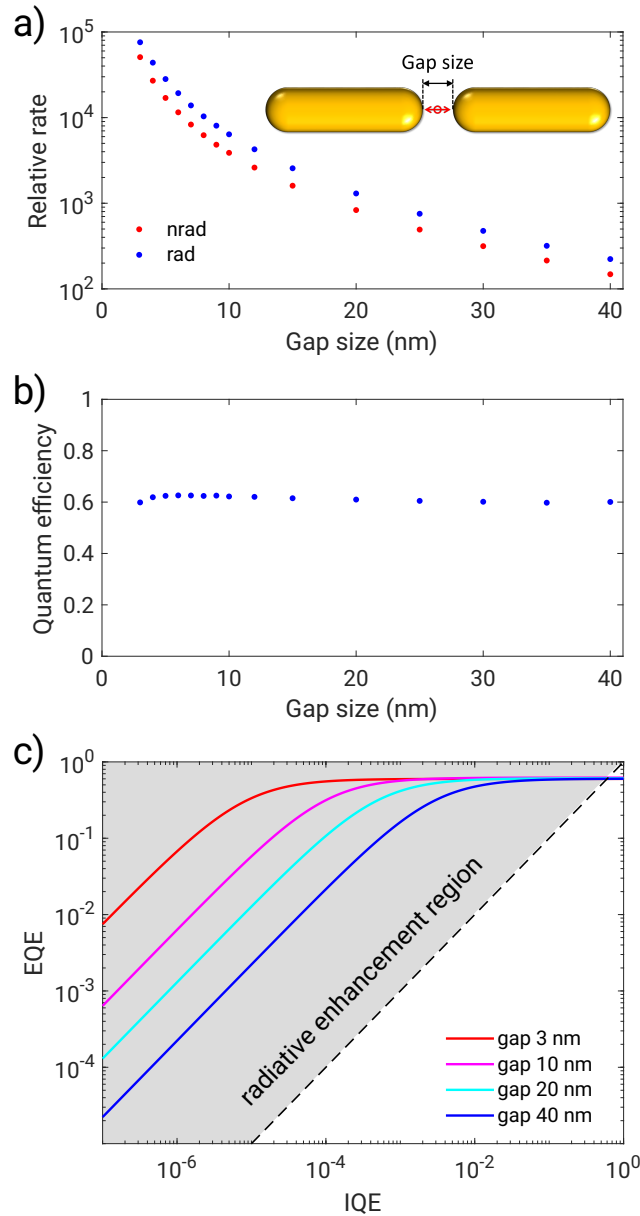 a)
Relative rate
10^5
10^4
10^3
10^2
Gap size
nrad
rad
0 10 20 30 40
Gap size (nm)
b)
Quantum efficiency
1
0.8
0.6
0.4
0.2
0
0 10 20 30 40
Gap size (nm)
c)
EQE
10^0
10^-1
10^-2
10^-3
10^-4
radiative enhancement region
gap 3 nm
gap 10 nm
gap 20 nm
gap 40 nm
10^-6 10^-4 10^-2 10^0
IQE